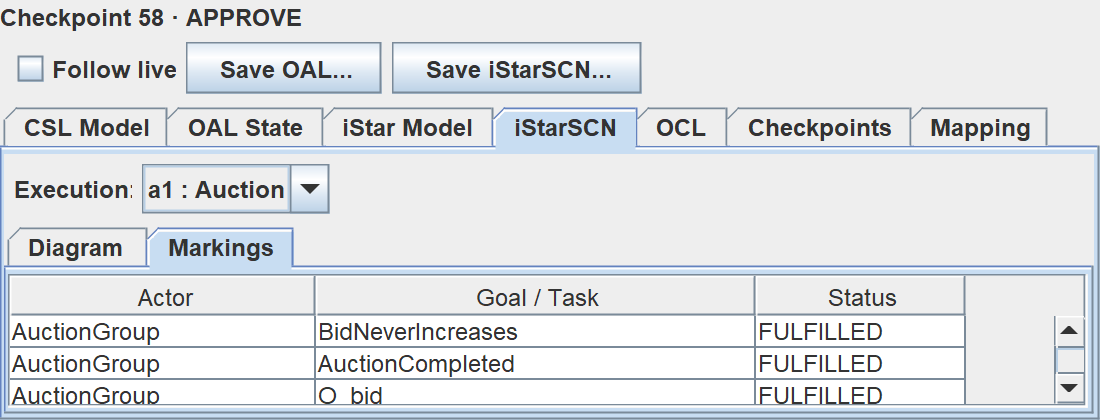 Checkpoint 58 · APPROVE
Follow live Save OAL... Save iStarSCN...
CSL Model OAL State iStar Model iStarSCN OCL Checkpoints Mapping
Execution: a1 : Auction
Diagram Markings
Actor Goal / Task Status
AuctionGroup BidNeverIncreases FULFILLED
AuctionGroup AuctionCompleted FULFILLED
AuctionGroup O_bid FULFILLED